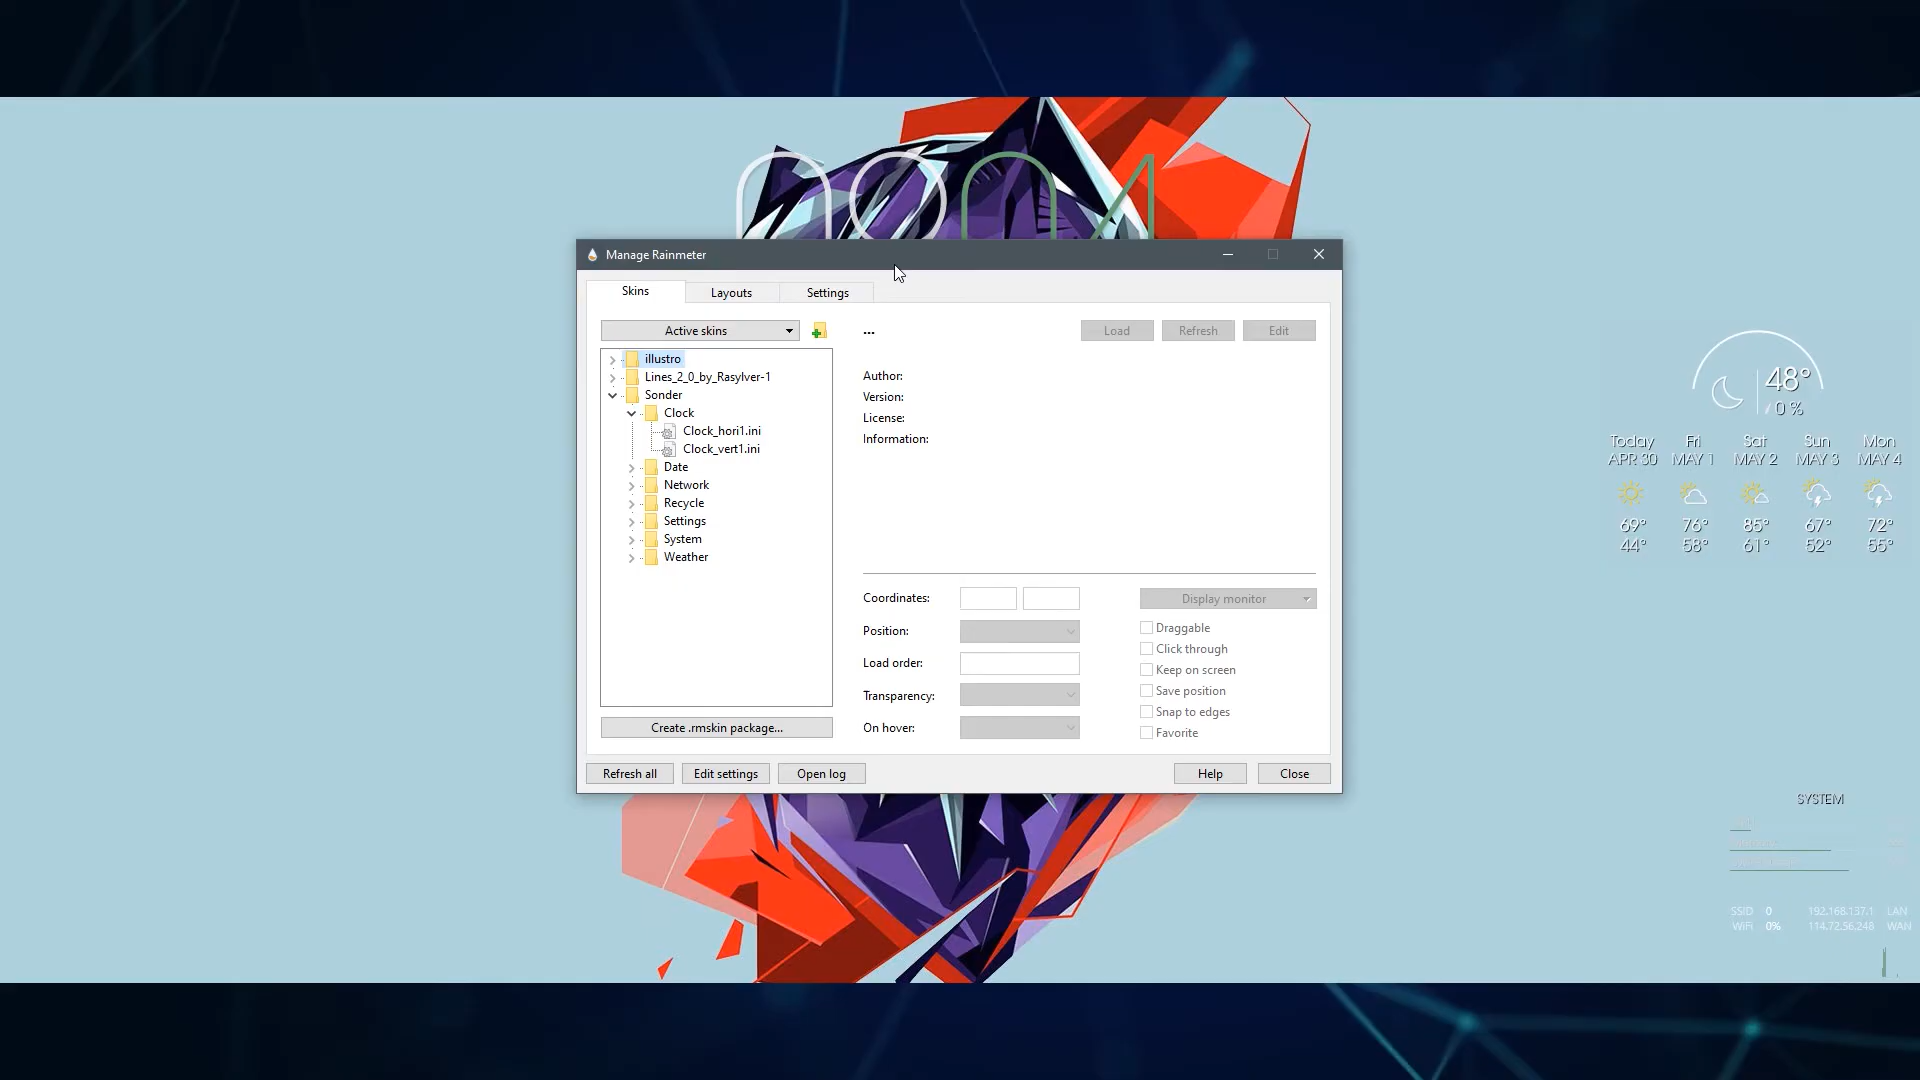 Manage Rainmeter
Skins
Layouts
Settings
Active skins
...
Load
Refresh
Edit
illustro
Lines_2_0_by_Rasylver-1
Sonder
Clock
Clock_hori1.ini
Clock_vert1.ini
Date
Network
Recycle
Settings
System
Weather
Create .rmskin package...
Author:
Version:
License:
Information:
Coordinates:
Position:
Load order:
Transparency:
On hover:
Display monitor
Draggable
Click through
Keep on screen
Save position
Snap to edges
Favorite
Refresh all
Edit settings
Open log
Help
Close
48°
0 %
Today Fri Sat Sun Mon
APR 30 MAY 1 MAY 2 MAY 3 MAY 4
69° 76° 85° 67° 72°
44° 58° 61° 52° 55°
SYSTEM
SSID 0 192.168.137.1 LAN
WiFi 0% 114.72.56.248 WAN